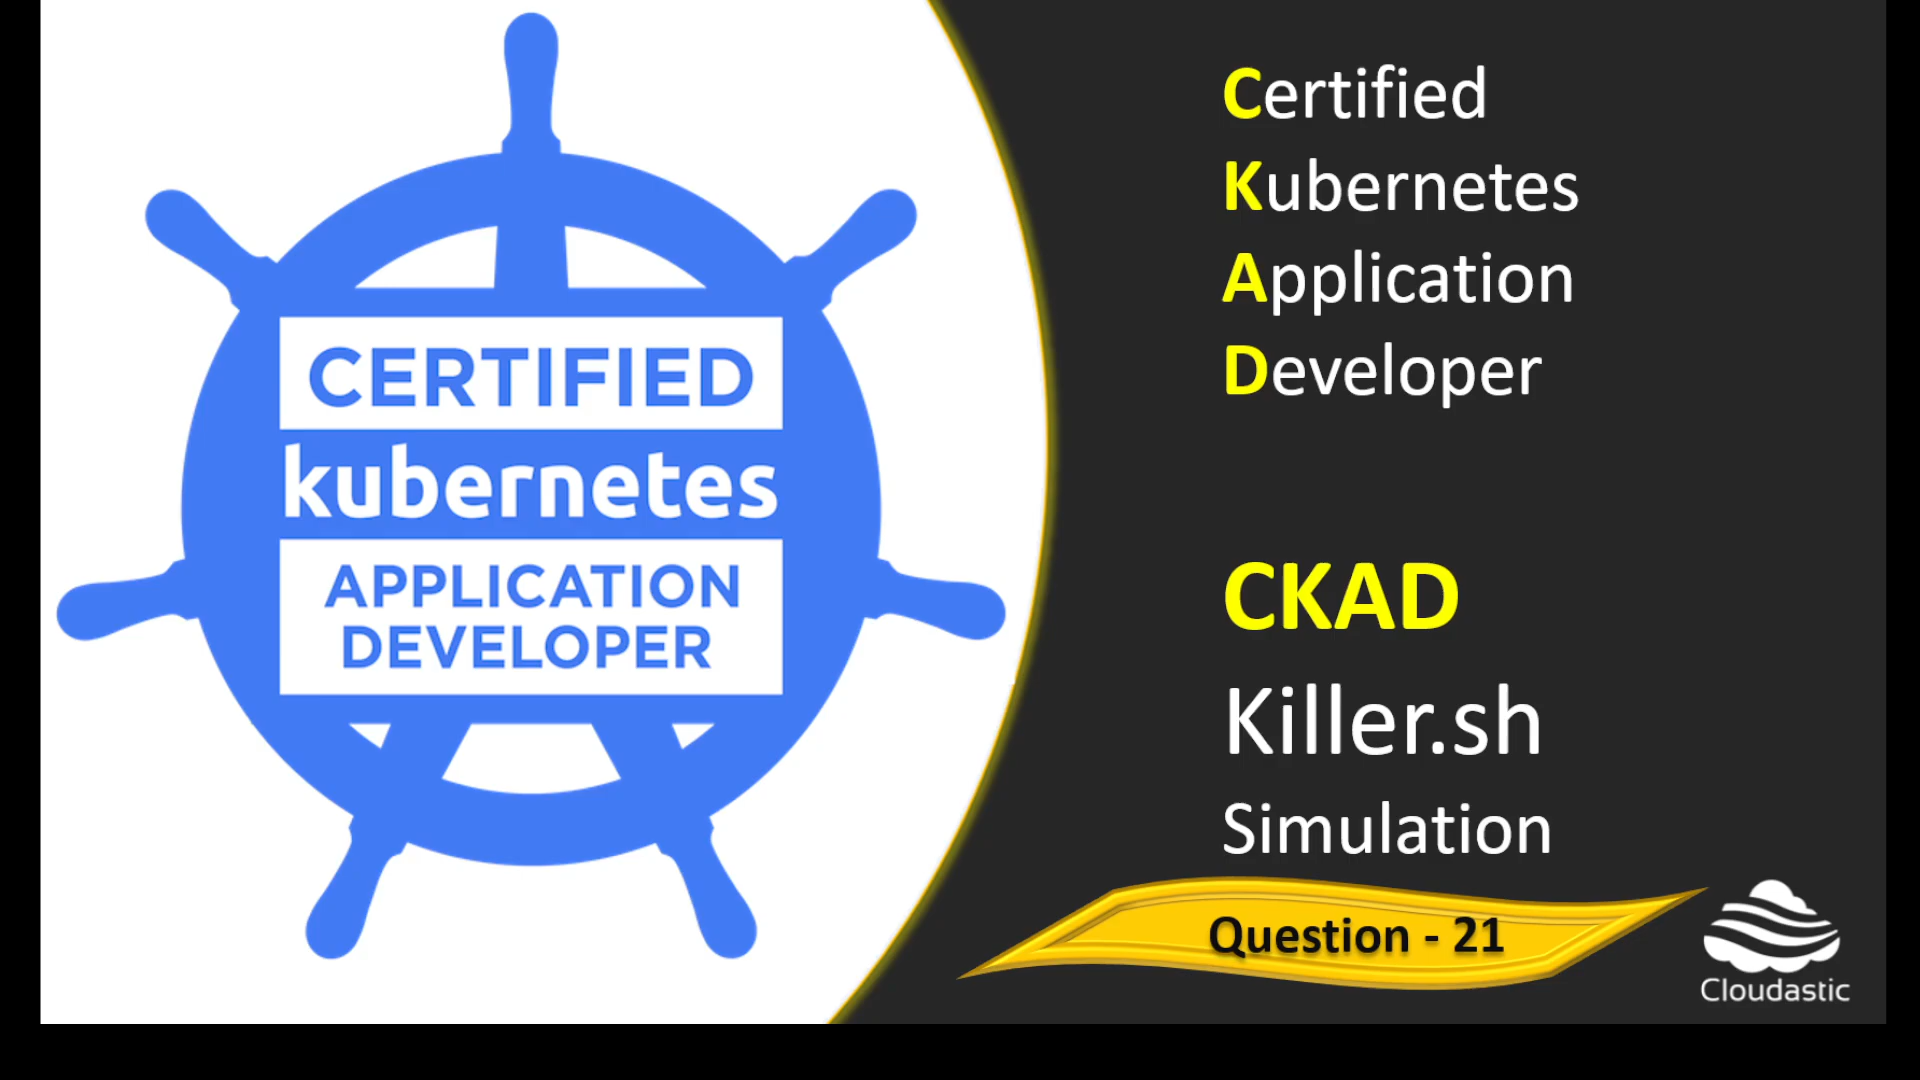 CERTIFIED
kubernetes
APPLICATION
DEVELOPER
Certified
Kubernetes
Application
Developer
CKAD
Killer.sh
Simulation
Question - 21
Cloudastic